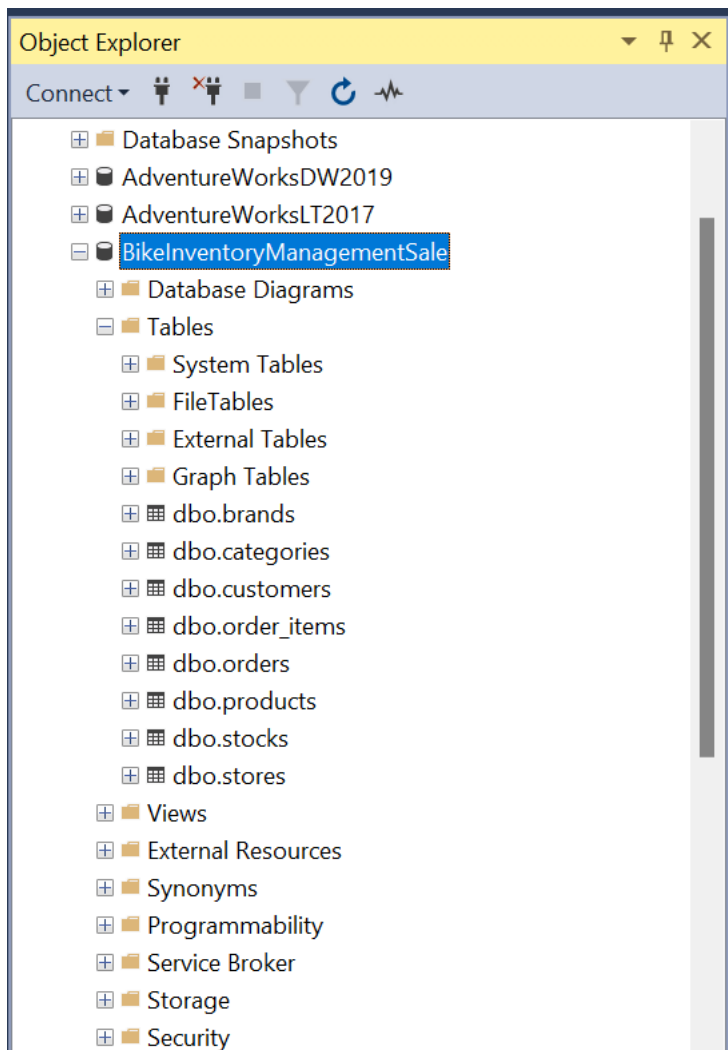 Object Explorer
Connect
Database Snapshots
AdventureWorksDW2019
AdventureWorksLT2017
BikeInventoryManagementSale
Database Diagrams
Tables
System Tables
FileTables
External Tables
Graph Tables
dbo.brands
dbo.categories
dbo.customers
dbo.order_items
dbo.orders
dbo.products
dbo.stocks
dbo.stores
Views
External Resources
Synonyms
Programmability
Service Broker
Storage
Security